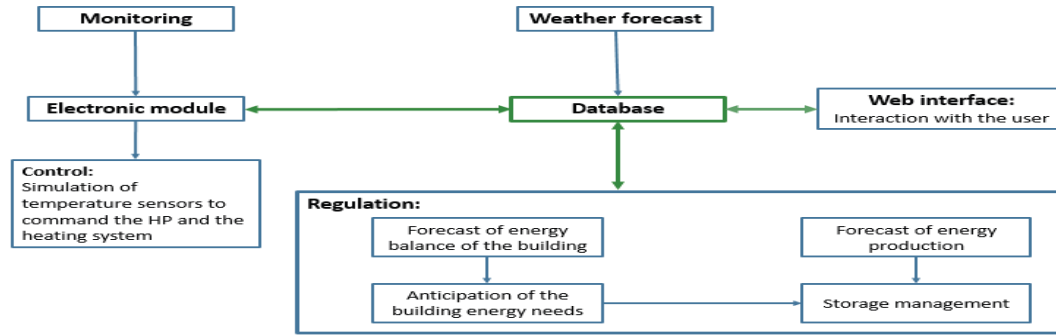 Monitoring
Weather forecast
Electronic module
Database
Web interface:
Interaction with the user
Control:
Simulation of
temperature sensors to
command the HP and the
heating system
Regulation:
Forecast of energy
balance of the building
Forecast of energy
production
Anticipation of the
building energy needs
Storage management